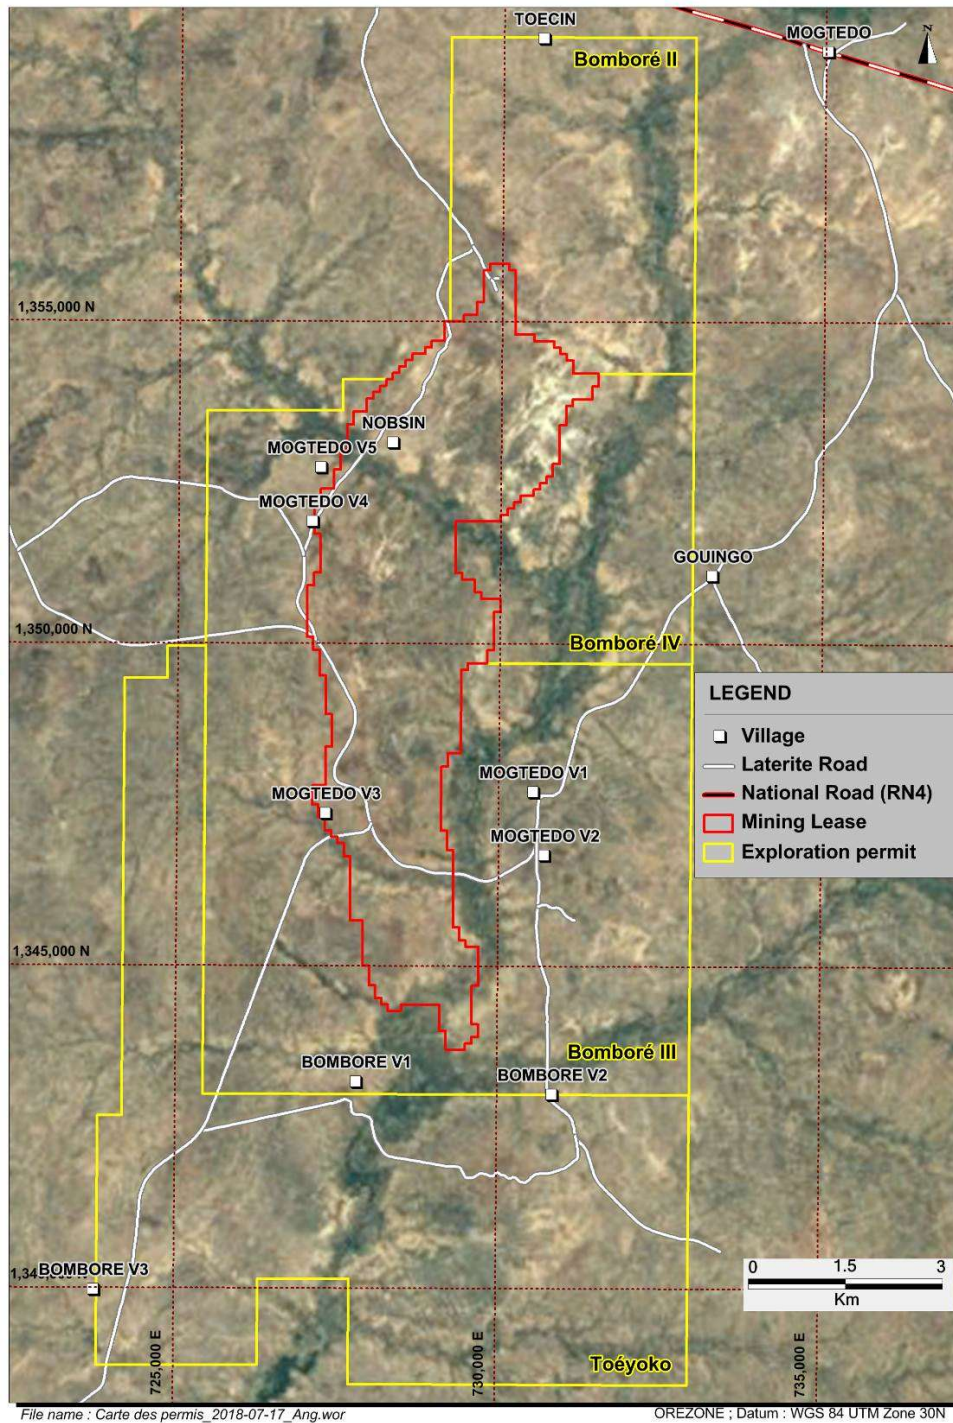 TOECIN
MOGTEDO
N
Bomboré II
1,355,000 N
NOBSIN
MOGTEDO V5
MOGTEDO V4
GOUINGO
1,350,000 N
Bomboré IV
LEGEND
Village
Laterite Road
National Road (RN4)
Mining Lease
Exploration permit
MOGTEDO V1
MOGTEDO V3
MOGTEDO V2
1,345,000 N
Bomboré III
BOMBORE V1
BOMBORE V2
BOMBORE V3
0 1.5 3
Km
725,000 E
730,000 E
735,000 E
Toéyoko
File name : Carte des permis_2018-07-17_Ang.wor
OREZONE ; Datum : WGS 84 UTM Zone 30N